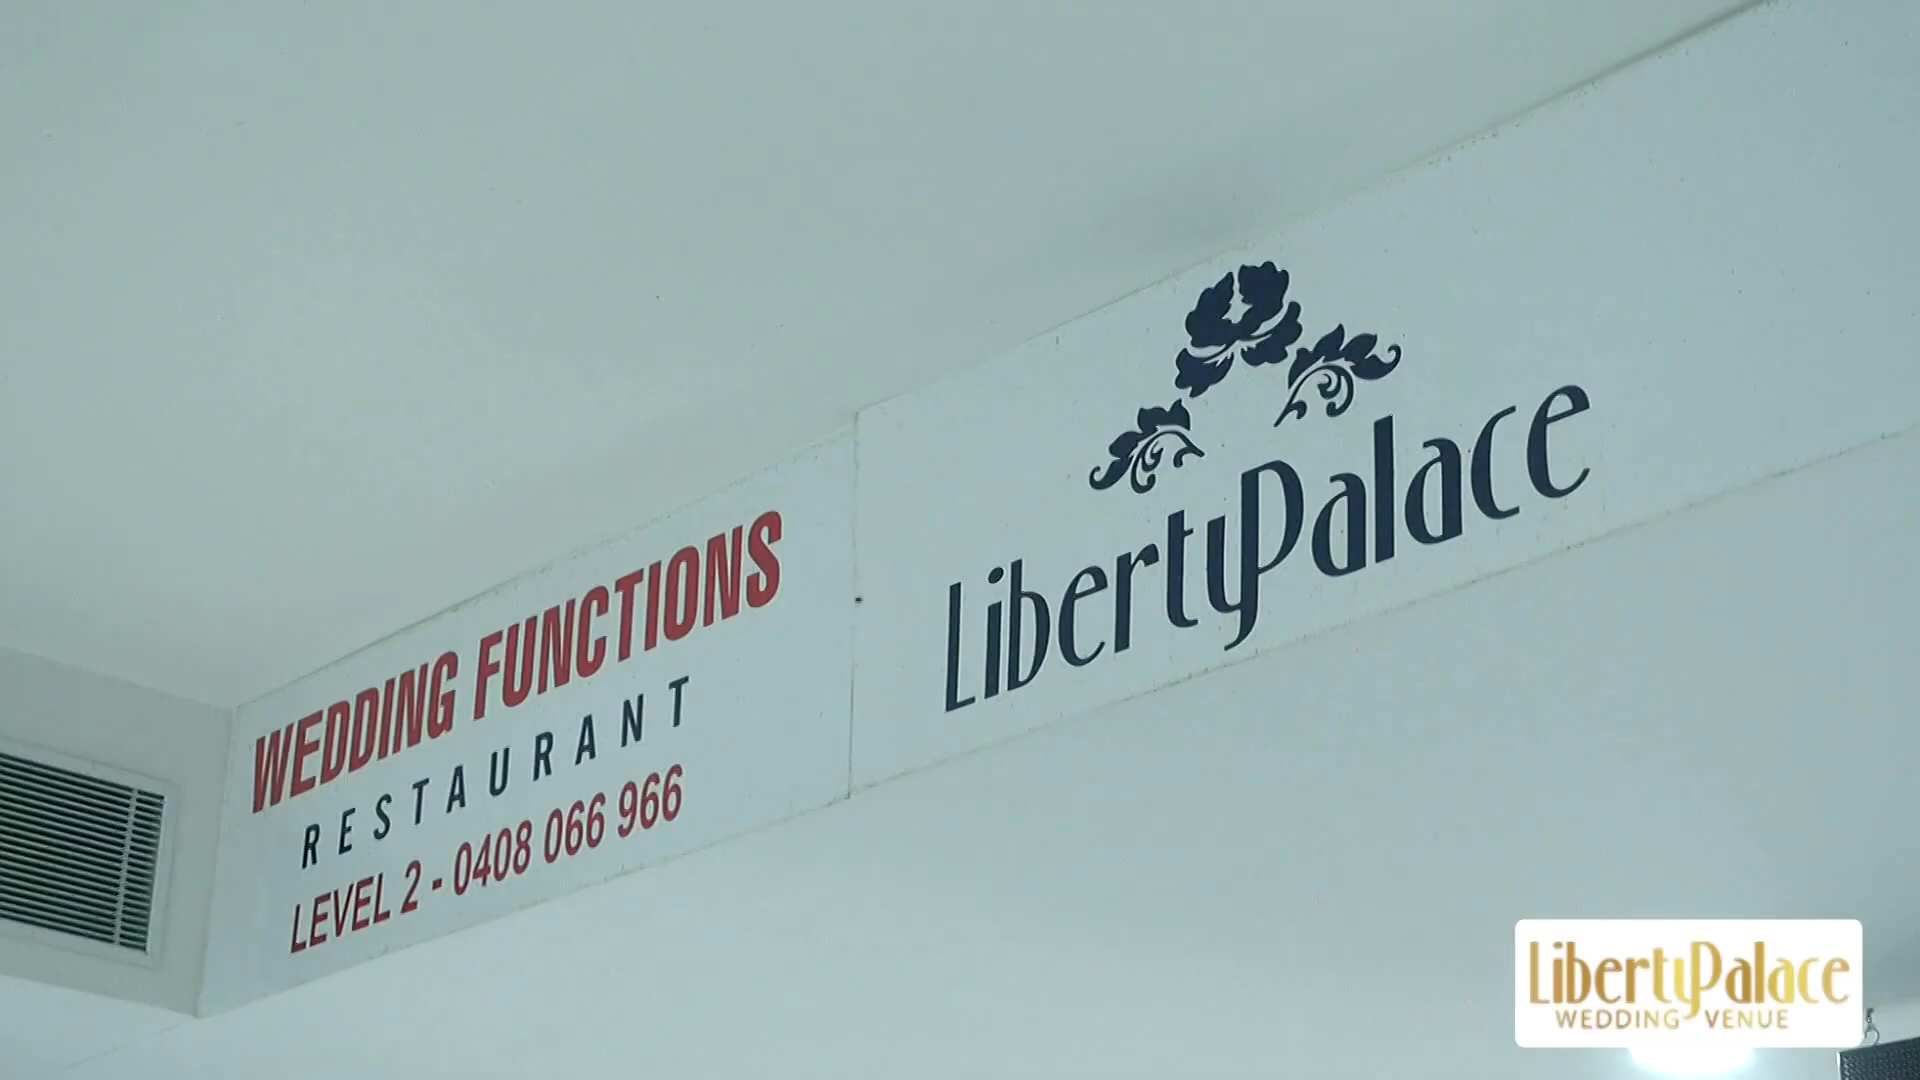 WEDDING FUNCTIONS
RESTAURANT
LEVEL 2 - 0408 066 966
LibertyPalace
LibertyPalace
WEDDING VENUE